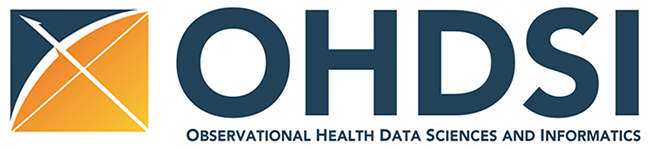 OHDSI
OBSERVATIONAL HEALTH DATA SCIENCES AND INFORMATICS